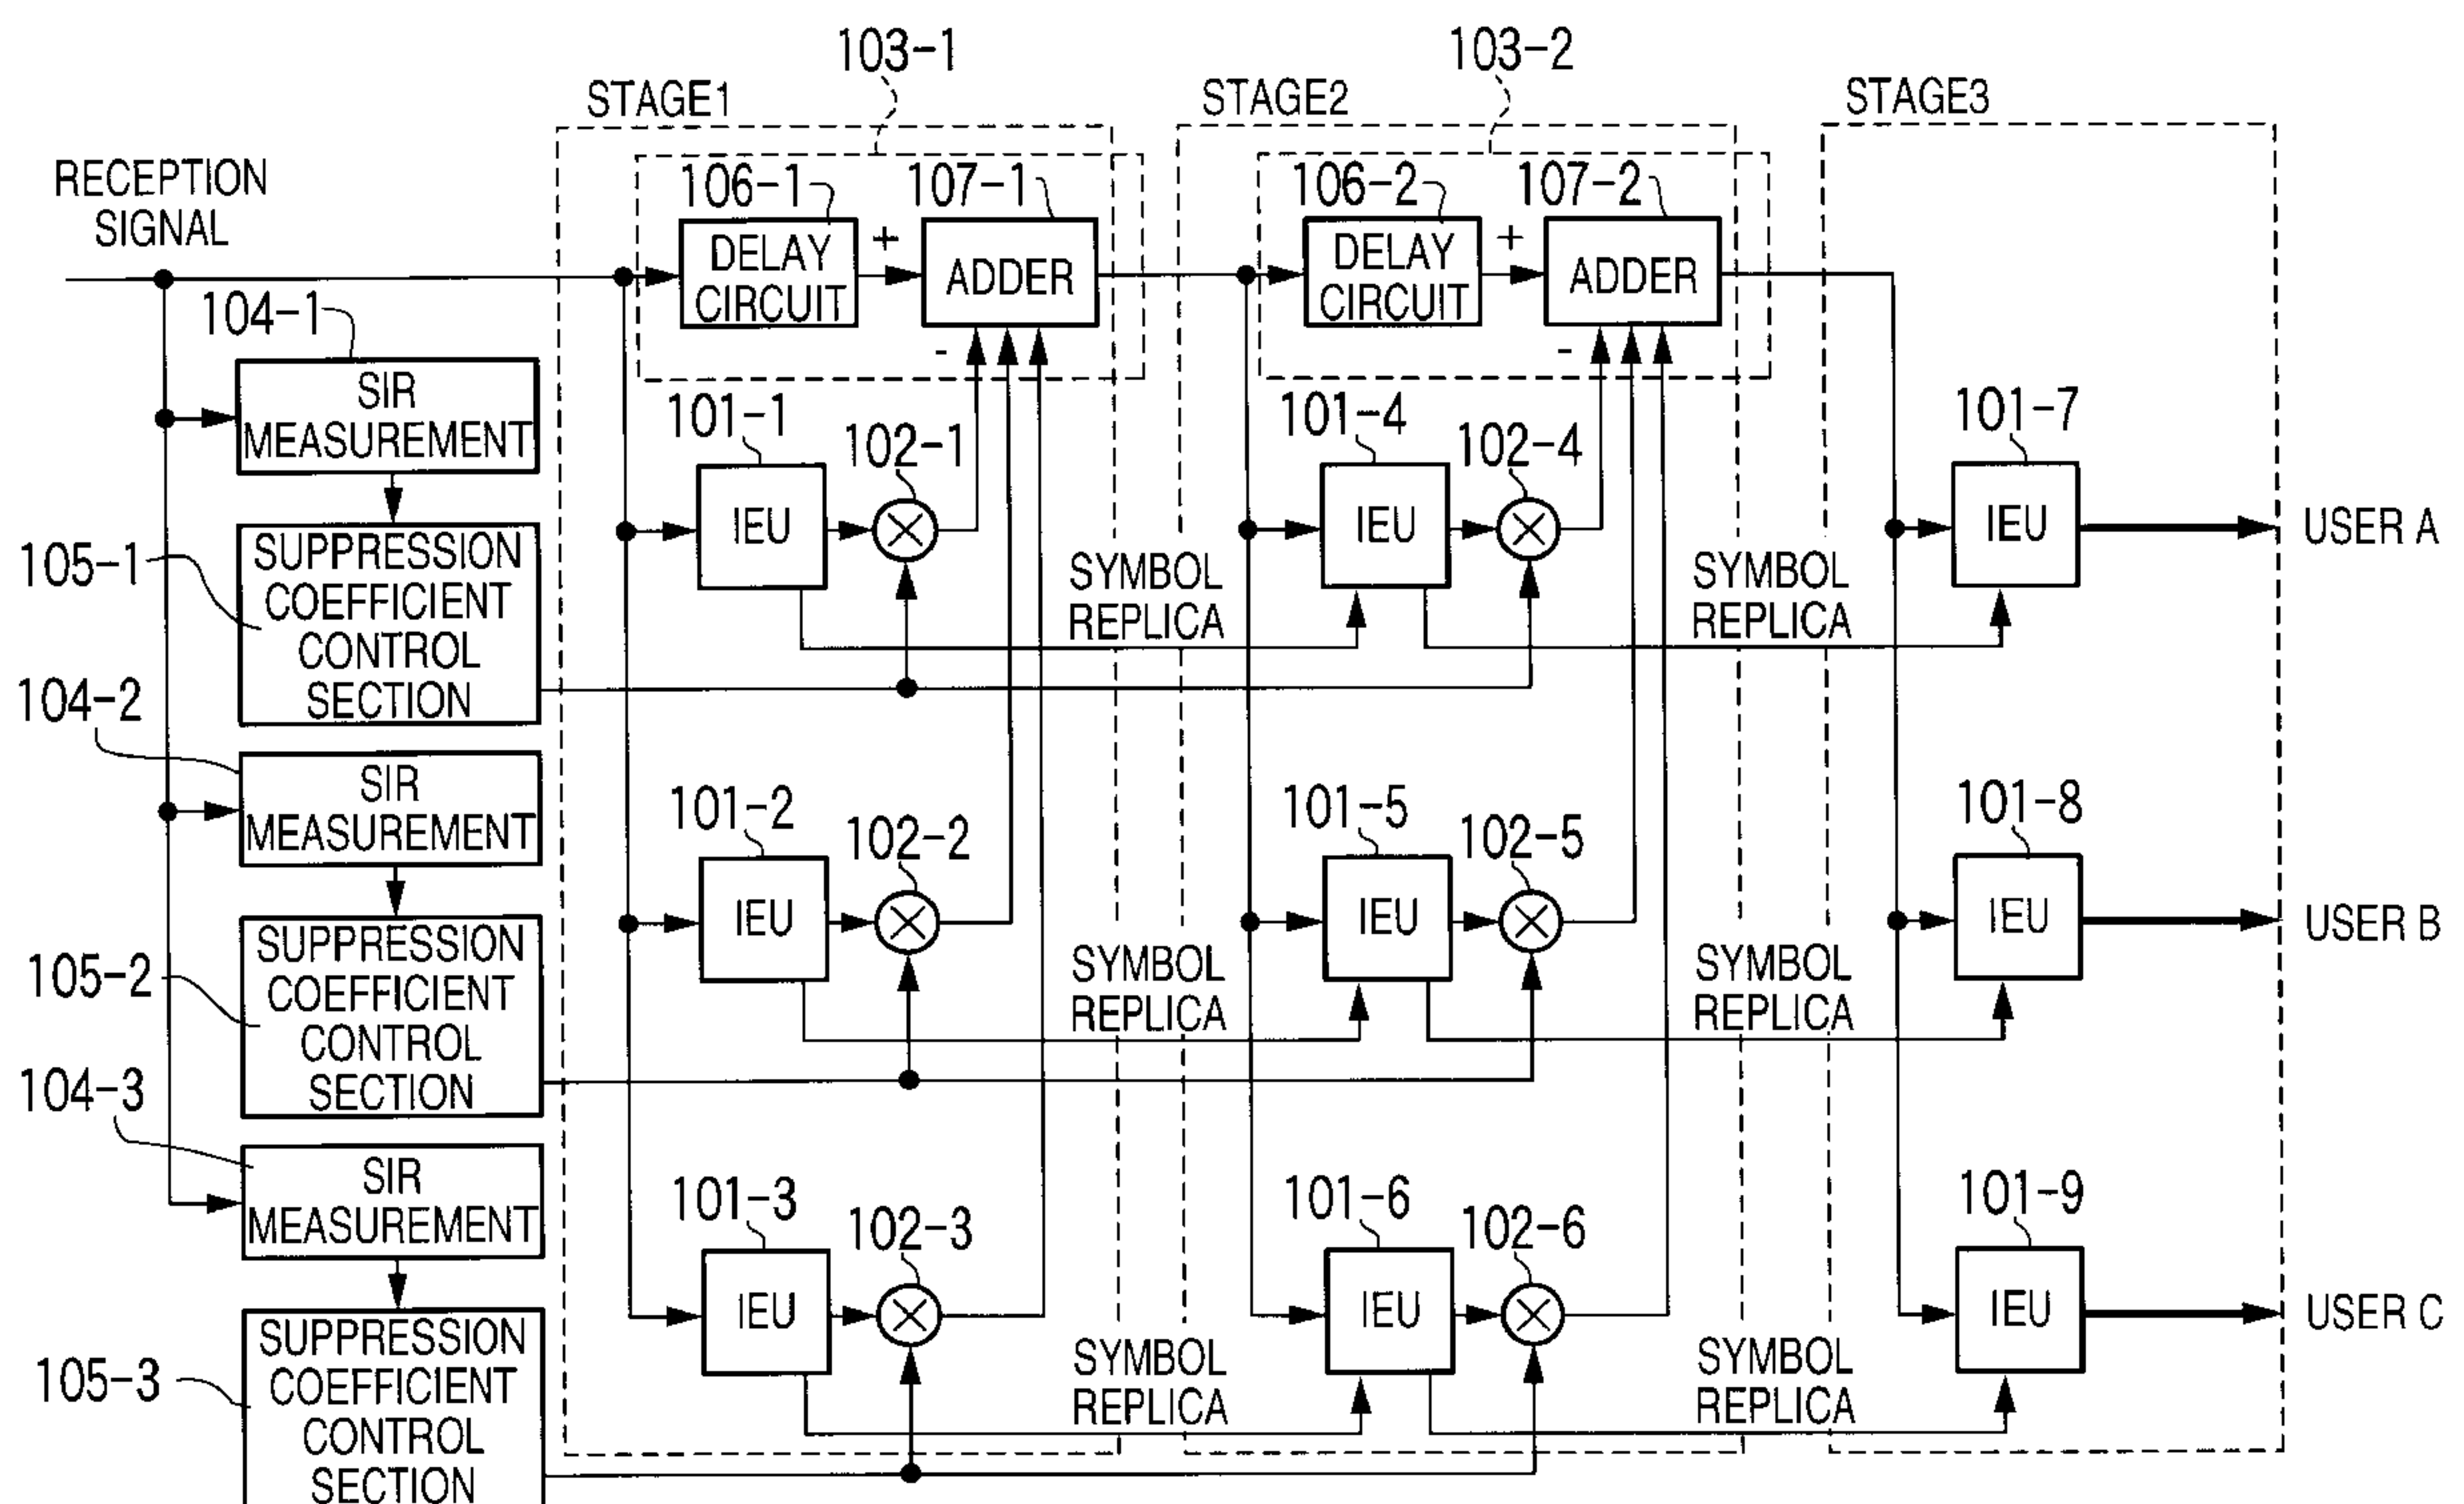 103-1
103-2
STAGE1
STAGE2
STAGE3
RECEPTION
SIGNAL
106-1
107-1
106-2
107-2
DELAY
CIRCUIT
+
ADDER
-
DELAY
CIRCUIT
+
ADDER
-
104-1
SIR
MEASUREMENT
101-1
IEU
102-1
101-4
IEU
102-4
101-7
IEU
USER A
105-1
SUPPRESSION
COEFFICIENT
CONTROL
SECTION
SYMBOL
REPLICA
SYMBOL
REPLICA
104-2
SIR
MEASUREMENT
101-2
IEU
102-2
101-5
IEU
102-5
101-8
IEU
USER B
105-2
SUPPRESSION
COEFFICIENT
CONTROL
SECTION
SYMBOL
REPLICA
SYMBOL
REPLICA
104-3
SIR
MEASUREMENT
101-3
IEU
102-3
101-6
IEU
102-6
101-9
IEU
USER C
105-3
SUPPRESSION
COEFFICIENT
CONTROL
SECTION
SYMBOL
REPLICA
SYMBOL
REPLICA